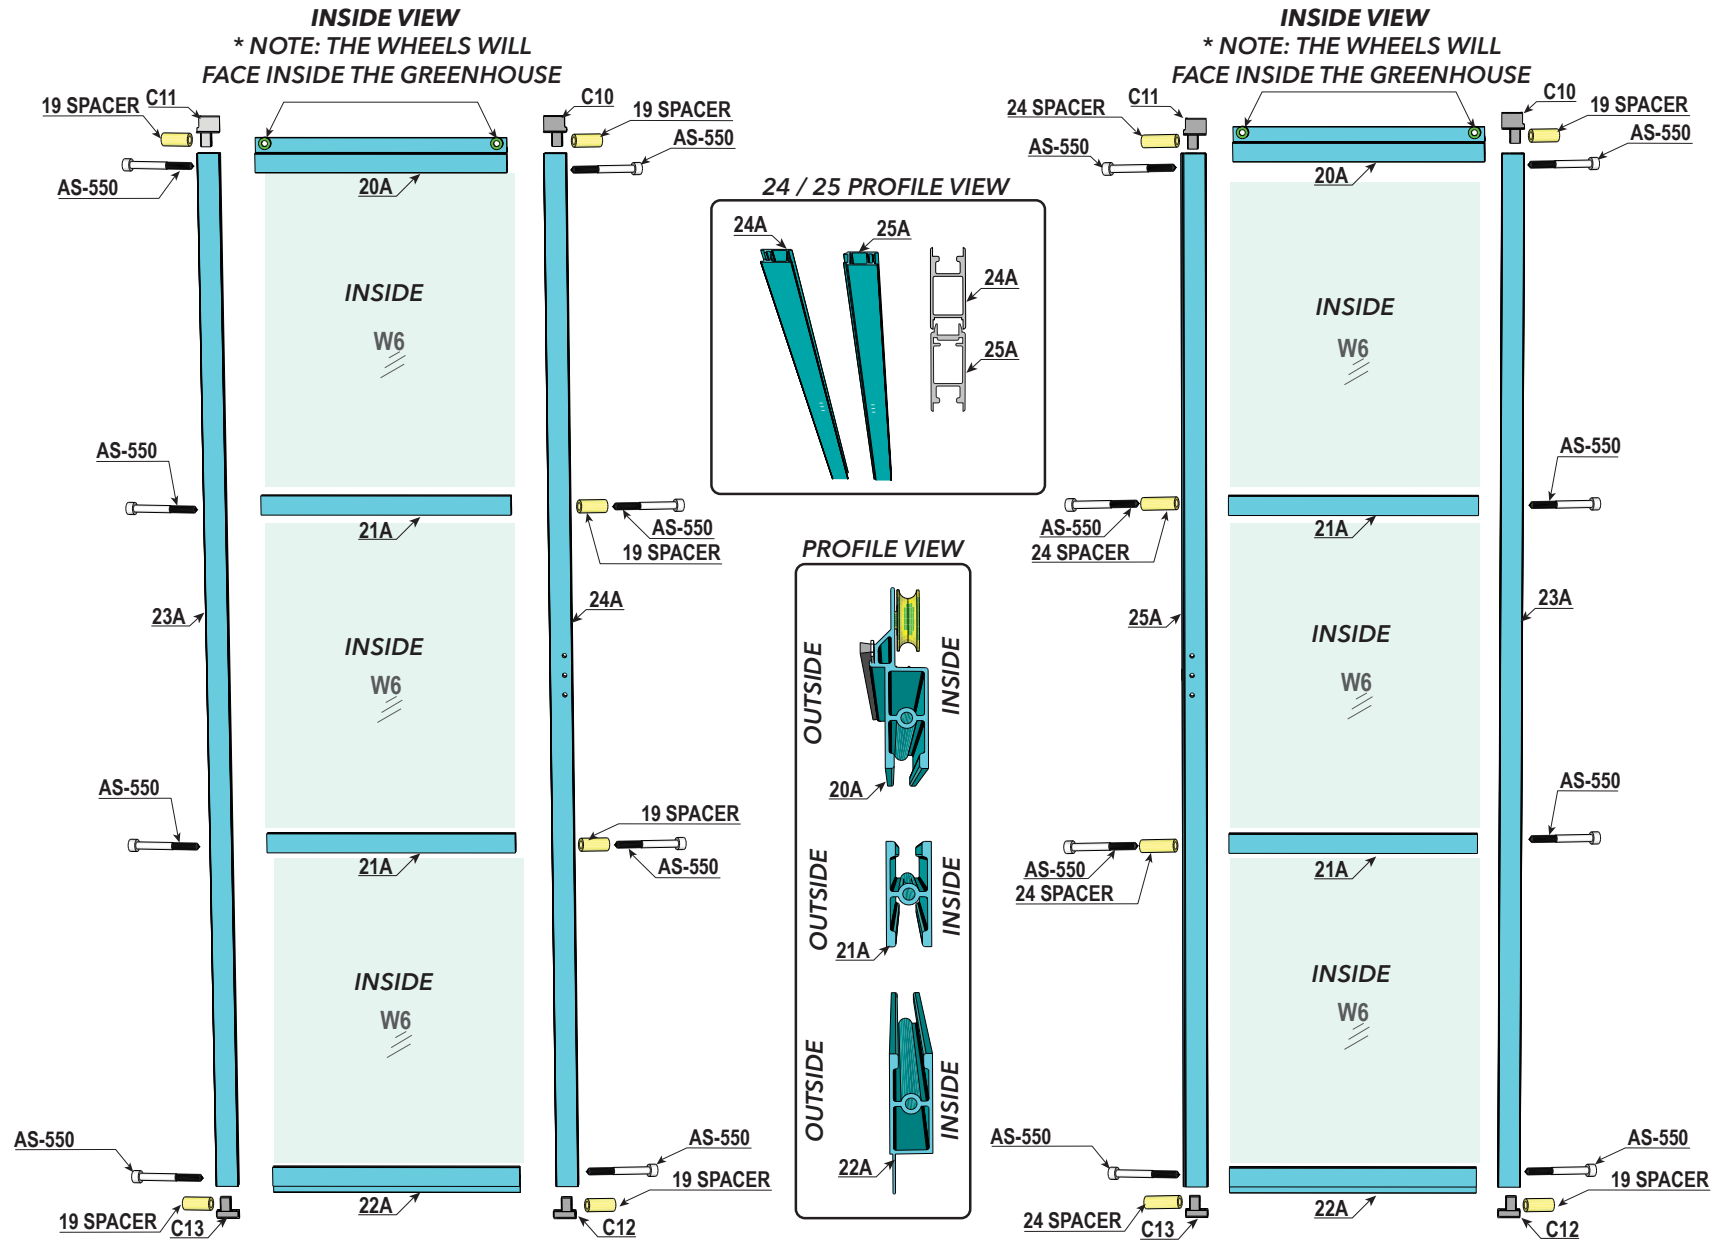 INSIDE VIEW
* NOTE: THE WHEELS WILL
FACE INSIDE THE GREENHOUSE
19 SPACER
C11
C10
19 SPACER
AS-550
AS-550
20A
INSIDE
W6
AS-550
21A
AS-550
19 SPACER
23A
24A
INSIDE
W6
AS-550
21A
19 SPACER
AS-550
INSIDE
W6
AS-550
AS-550
22A
19 SPACER
C13
19 SPACER
C12
24 / 25 PROFILE VIEW
24A
25A
24A
25A
PROFILE VIEW
OUTSIDE
INSIDE
20A
OUTSIDE
INSIDE
21A
OUTSIDE
INSIDE
22A
INSIDE VIEW
* NOTE: THE WHEELS WILL
FACE INSIDE THE GREENHOUSE
24 SPACER
C11
C10
19 SPACER
AS-550
AS-550
20A
INSIDE
W6
AS-550
24 SPACER
21A
AS-550
25A
23A
INSIDE
W6
AS-550
24 SPACER
21A
AS-550
INSIDE
W6
AS-550
AS-550
22A
24 SPACER
C13
19 SPACER
C12